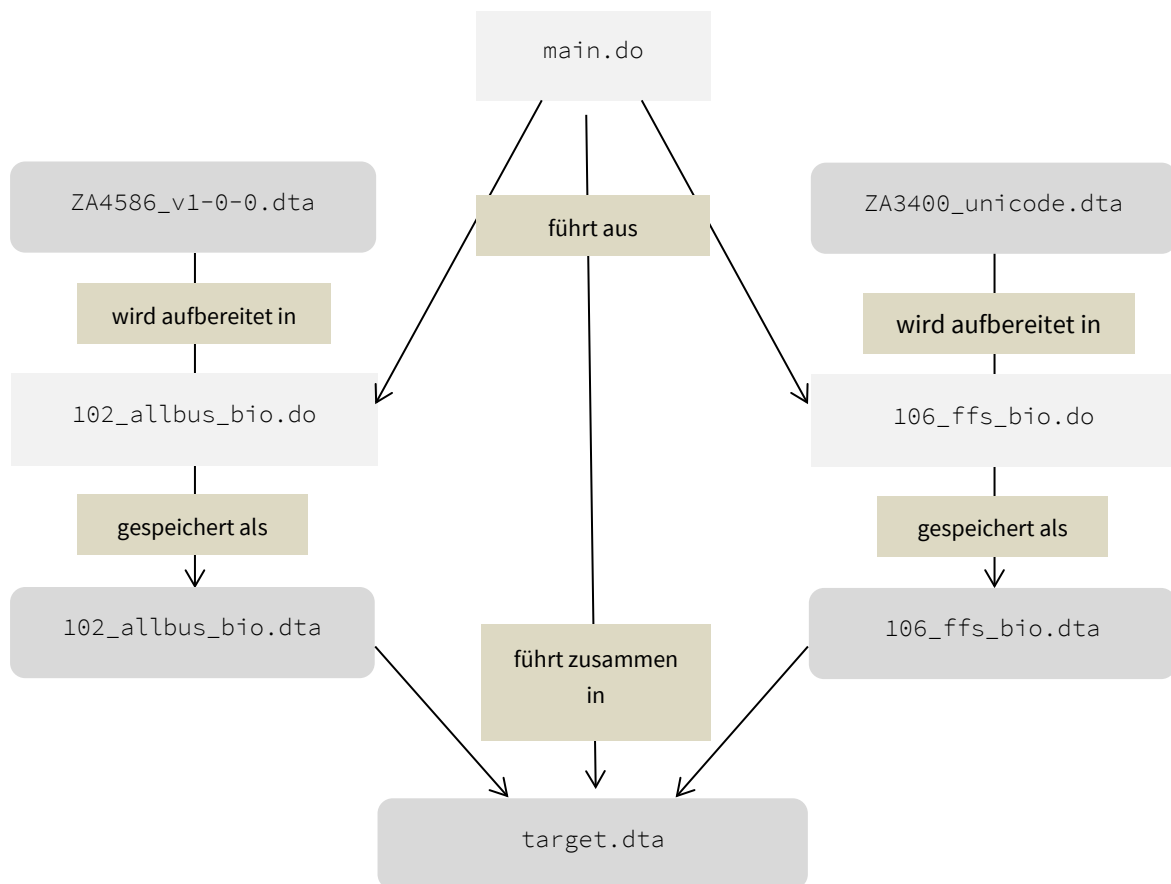 main.do
ZA4586_v1-0-0.dta
führt aus
ZA3400_unicode.dta
wird aufbereitet in
wird aufbereitet in
102_allbus_bio.do
106_ffs_bio.do
gespeichert als
gespeichert als
102_allbus_bio.dta
106_ffs_bio.dta
führt zusammen
in
target.dta